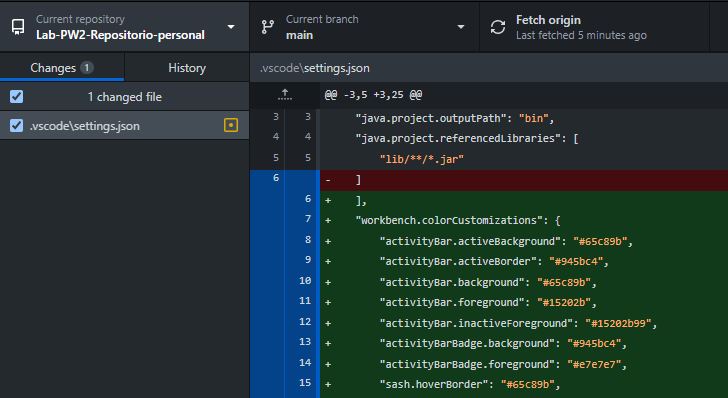 Current repository
Lab-PW2-Repositorio-personal
Current branch
main
Fetch origin
Last fetched 5 minutes ago
Changes 1
History
1 changed file
.vscode\settings.json
.vscode\settings.json
@@ -3,5 +3,25 @@
3 3 "java.project.outputPath": "bin",
4 4 "java.project.referencedLibraries": [
5 5 "lib/**/*.jar"
6 - ]
6 + ],
7 + "workbench.colorCustomizations": {
8 + "activityBar.activeBackground": "#65c89b",
9 + "activityBar.activeBorder": "#945bc4",
10 + "activityBar.background": "#65c89b",
11 + "activityBar.foreground": "#15202b",
12 + "activityBar.inactiveForeground": "#15202b99",
13 + "activityBarBadge.background": "#945bc4",
14 + "activityBarBadge.foreground": "#e7e7e7",
15 + "sash.hoverBorder": "#65c89b",